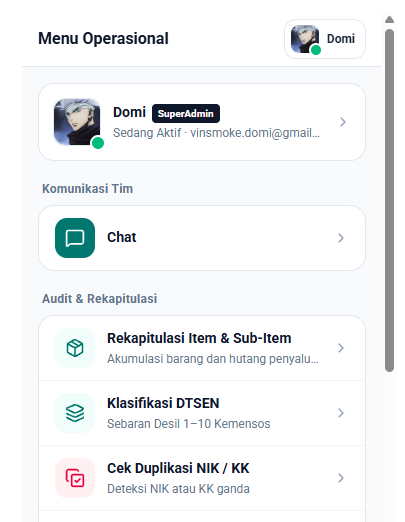 Menu Operasional
Domi
Domi SuperAdmin
Sedang Aktif · vinsmoke.domi@gmail...
Komunikasi Tim
Chat
Audit & Rekapitulasi
Rekapitulasi Item & Sub-Item
Akumulasi barang dan hutang penyalu...
Klasifikasi DTSEN
Sebaran Desil 1–10 Kemensos
Cek Duplikasi NIK / KK
Deteksi NIK atau KK ganda